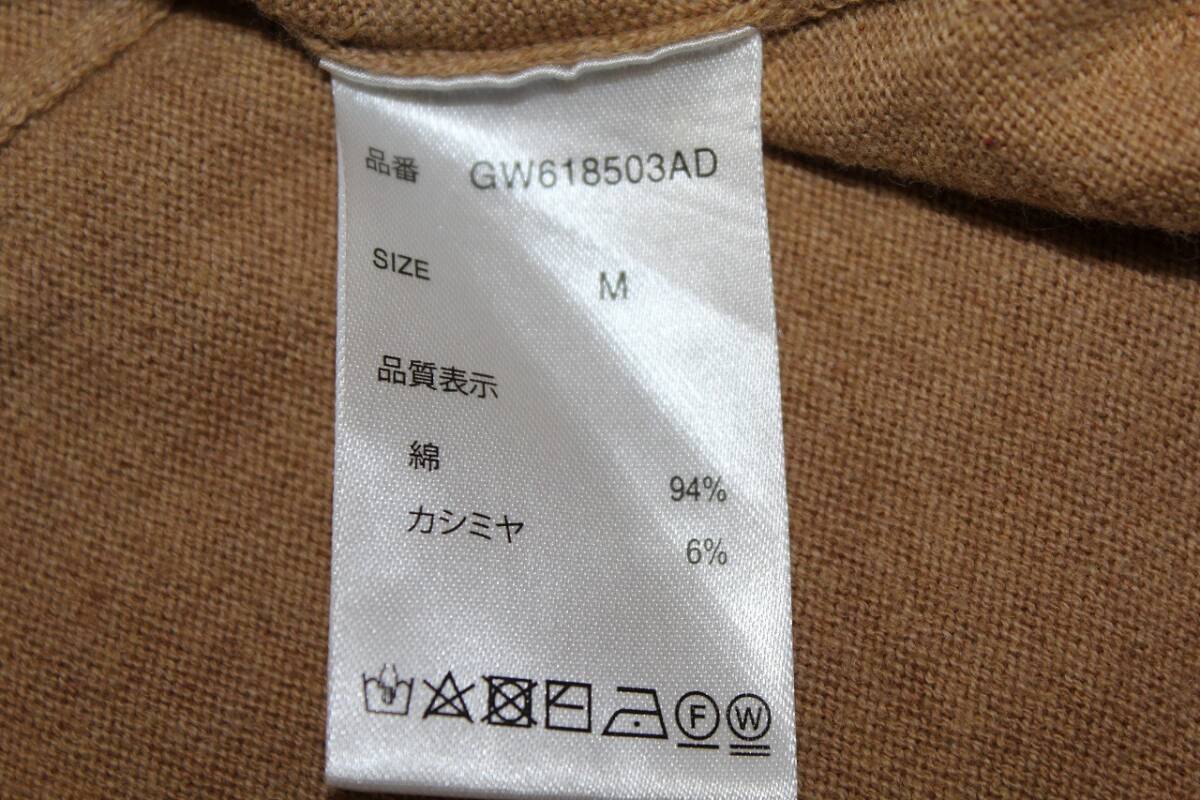 品番 GW618503AD
SIZE M
品質表示
綿 94%
カシミヤ 6%
F W